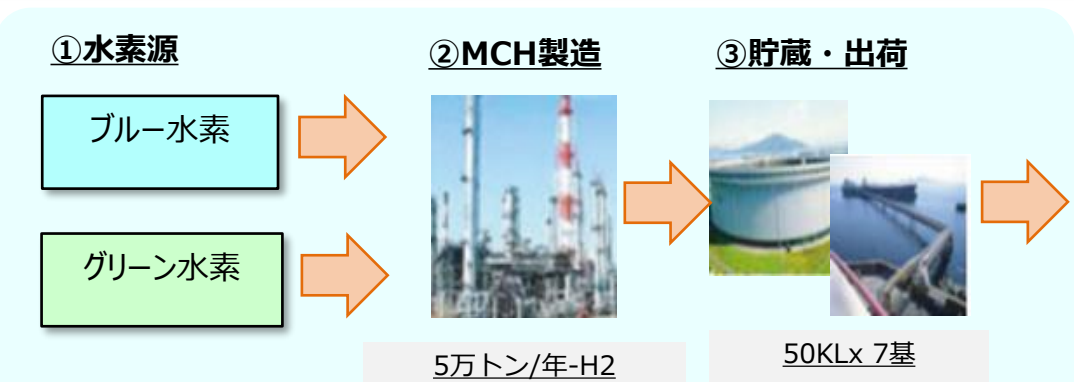 ①水素源
②MCH製造
③貯蔵・出荷
ブルー水素
グリーン水素
5万トン/年-H2
50KLx 7基